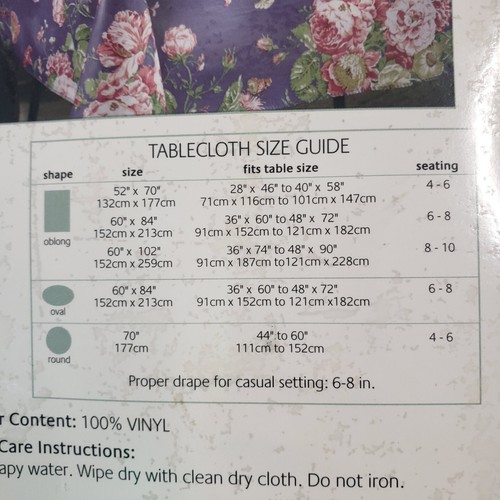 TABLECLOTH SIZE GUIDE
shape size fits table size seating
52" x 70" 28" x 46" to 40" x 58" 4 - 6
132cm x 177cm 71cm x 116cm to 101cm x 147cm
60" x 84" 36" x 60" to 48" x 72" 6 - 8
152cm x 213cm 91cm x 152cm to 121cm x 182cm
oblong
60" x 102" 36" x 74" to 48" x 90" 8 - 10
152cm x 259cm 91cm x 187cm to121cm x 228cm
60" x 84" 36" x 60" to 48" x 72" 6 - 8
152cm x 213cm 91cm x 152cm to 121cm x182cm
oval
70" 44" to 60" 4 - 6
177cm 111cm to 152cm
round
Proper drape for casual setting: 6-8 in.
r Content: 100% VINYL
Care Instructions:
apy water. Wipe dry with clean dry cloth. Do not iron.